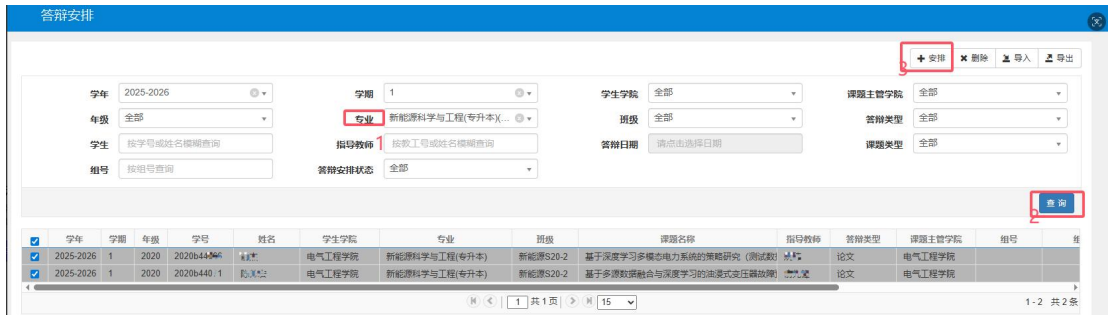 答辩安排
安排 删除 导入 导出
3
学年 2025-2026 学期 1 学生学院 全部 课题主管学院 全部
年级 全部 专业 新能源科学与工程(专升本)(... 班级 全部 答辩类型 全部
学生 按学号或姓名模糊查询 指导教师 按教工号或姓名模糊查询 答辩日期 请点击选择日期 课题类型 全部
1
组号 按组号查询 答辩安排状态 全部
查 询
2
学年 学期 年级 学号 姓名 学生学院 专业 班级 课题名称 指导教师 答辩类型 课题主管学院 组号
2025-2026 1 2020 电气工程学院 新能源科学与工程(专升本) 新能源S20-2 基于深度学习多模态电力系统的策略研究（测试数 论文 电气工程学院
2025-2026 1 2020 电气工程学院 新能源科学与工程(专升本) 新能源S20-2 基于多源数据融合与深度学习的油浸式变压器故障 论文 电气工程学院
1 共1页 15 1-2 共2条